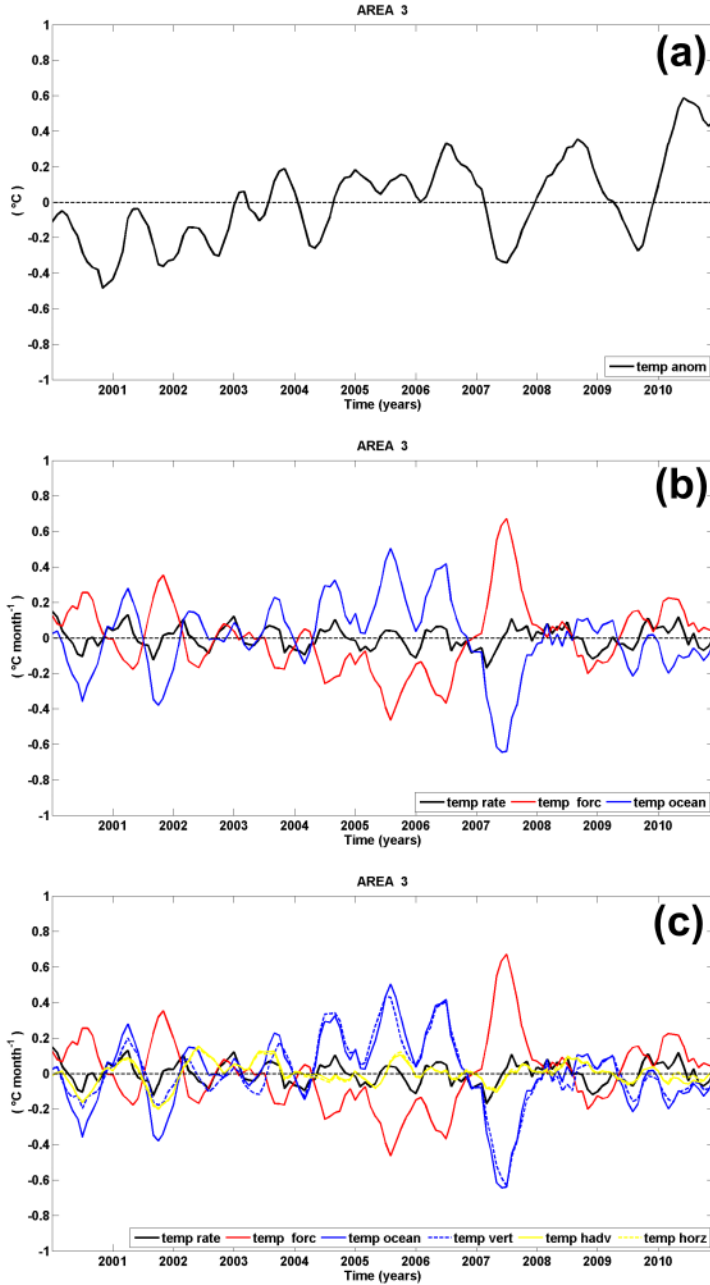 AREA 3
(a)
1
0.8
0.6
0.4
0.2
0
-0.2
-0.4
-0.6
-0.8
-1
( °C)
2001 2002 2003 2004 2005 2006 2007 2008 2009 2010
Time (years)
temp anom
AREA 3
(b)
1
0.8
0.6
0.4
0.2
0
-0.2
-0.4
-0.6
-0.8
-1
( °C month⁻¹ )
2001 2002 2003 2004 2005 2006 2007 2008 2009 2010
Time (years)
temp rate temp forc temp ocean
AREA 3
(c)
1
0.8
0.6
0.4
0.2
0
-0.2
-0.4
-0.6
-0.8
-1
( °C month⁻¹ )
2001 2002 2003 2004 2005 2006 2007 2008 2009 2010
Time (years)
temp rate temp forc temp ocean temp vert temp hadv temp horz